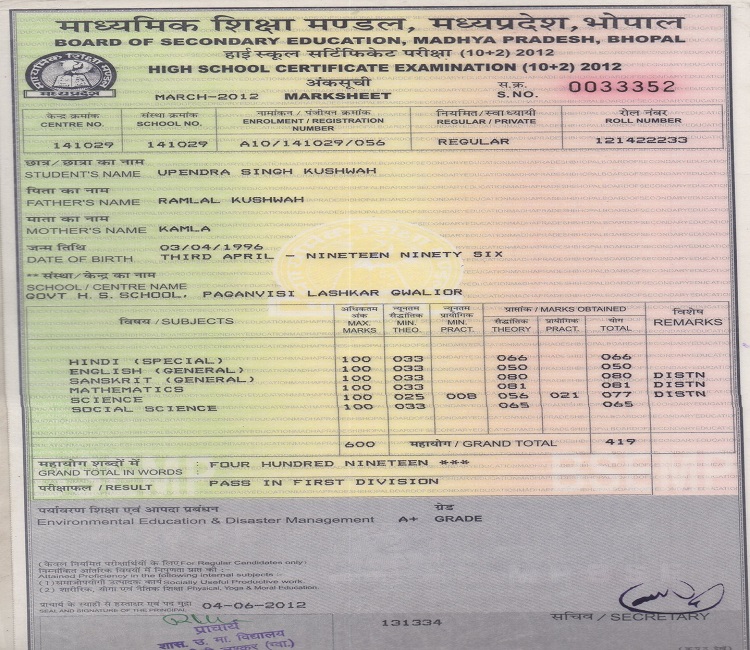 माध्यमिक शिक्षा मण्डल, मध्यप्रदेश, भोपाल
BOARD OF SECONDARY EDUCATION, MADHYA PRADESH, BHOPAL
हाई स्कूल सर्टिफिकेट परीक्षा (10+2) 2012
HIGH SCHOOL CERTIFICATE EXAMINATION (10+2) 2012
अंकसूची
MARCH-2012 MARKSHEET
स.क्र.
S.NO. 0033352
केन्द्र क्रमांक संस्था क्रमांक नामांकन / पंजीयन क्रमांक नियमित/स्वाध्यायी रोल नंबर
CENTRE NO. SCHOOL NO. ENROLMENT / REGISTRATION NUMBER REGULAR / PRIVATE ROLL NUMBER
141029 141029 A10/141029/056 REGULAR 121422233
छात्र/छात्रा का नाम
STUDENT'S NAME UPENDRA SINGH KUSHWAH
पिता का नाम
FATHER'S NAME RAMLAL KUSHWAH
माता का नाम
MOTHER'S NAME KAMLA
जन्म तिथि 03/04/1996
DATE OF BIRTH THIRD APRIL - NINETEEN NINETY SIX
** संस्था/केन्द्र का नाम
SCHOOL / CENTRE NAME
GOVT H.S.SCHOOL, PAGANVISI LASHKAR GWALIOR
विषय / SUBJECTS अधिकतम अंक MAX. MARKS न्यूनतम सैद्धांतिक MIN. THEO. न्यूनतम प्रायोगिक MIN. PRACT. प्राप्तांक / MARKS OBTAINED विशेष REMARKS
सैद्धांतिक THEORY प्रायोगिक PRACT. योग TOTAL
HINDI (SPECIAL) 100 033 066 066
ENGLISH (GENERAL) 100 033 050 050
SANSKRIT (GENERAL) 100 033 080 080 DISTN
MATHEMATICS 100 033 081 081 DISTN
SCIENCE 100 025 008 056 021 077 DISTN
SOCIAL SCIENCE 100 033 065 065
600 महायोग / GRAND TOTAL 419
महायोग शब्दों में
GRAND TOTAL IN WORDS : FOUR HUNDRED NINETEEN ***
परीक्षाफल / RESULT : PASS IN FIRST DIVISION
पर्यावरण शिक्षा एवं आपदा प्रबंधन ग्रेड
Environmental Education & Disaster Management A+ GRADE
(केवल नियमित परीक्षार्थियों के लिए For Regular Candidates only)
Attained Proficiency in the following internal subjects :-
(1) समाजोपयोगी उत्पादक कार्य Socially Useful Productive work.
(2) शारीरिक, योगा एवं नैतिक शिक्षा Physical, Yoga & Moral Education.
04-06-2012
SEAL AND SIGNATURE OF THE PRINCIPAL
सचिव / SECRETARY
131334
प्राचार्य
शास. उ. मा. विद्यालय